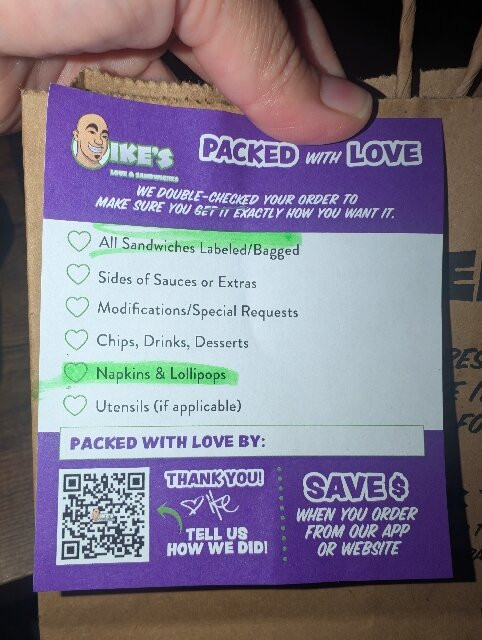 IKE'S
LOVE & SANDWICHES
PACKED WITH LOVE
WE DOUBLE-CHECKED YOUR ORDER TO
MAKE SURE YOU GET IT EXACTLY HOW YOU WANT IT.
All Sandwiches Labeled/Bagged
Sides of Sauces or Extras
Modifications/Special Requests
Chips, Drinks, Desserts
Napkins & Lollipops
Utensils (if applicable)
PACKED WITH LOVE BY:
THANK YOU!
Ike
TELL US
HOW WE DID!
SAVE $
WHEN YOU ORDER
FROM OUR APP
OR WEBSITE